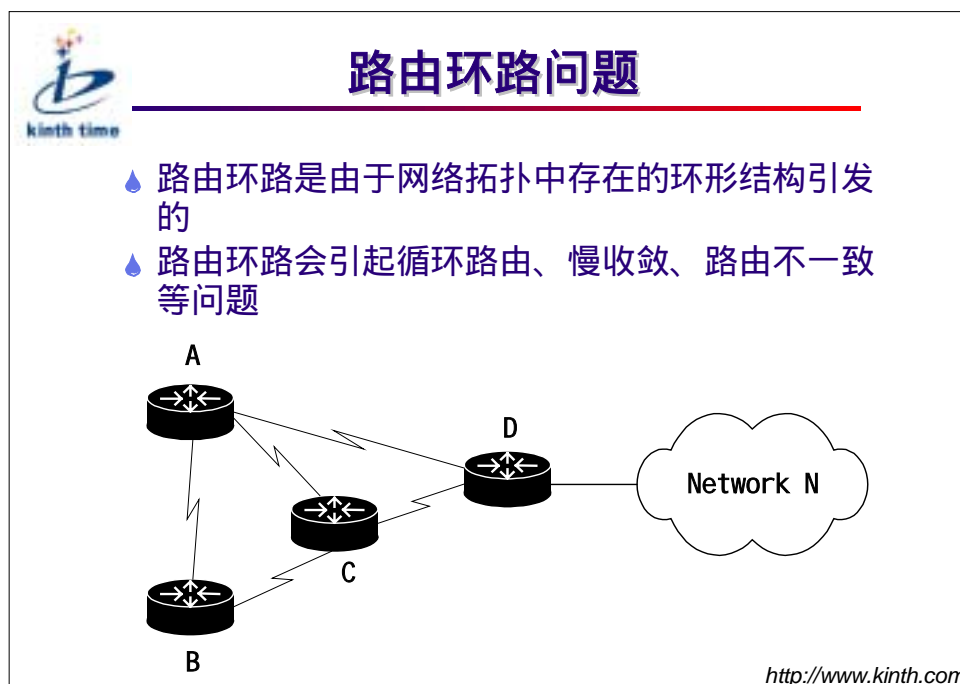 kinth time
路由环路问题
路由环路是由于网络拓扑中存在的环形结构引发
的
路由环路会引起循环路由、慢收敛、路由不一致
等问题
A
D
Network N
C
B
http://www.kinth.com